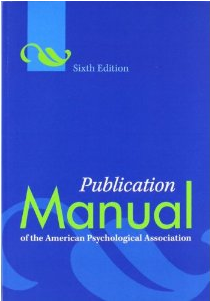 Sixth Edition
Publication
Manual
of the American Psychological Association